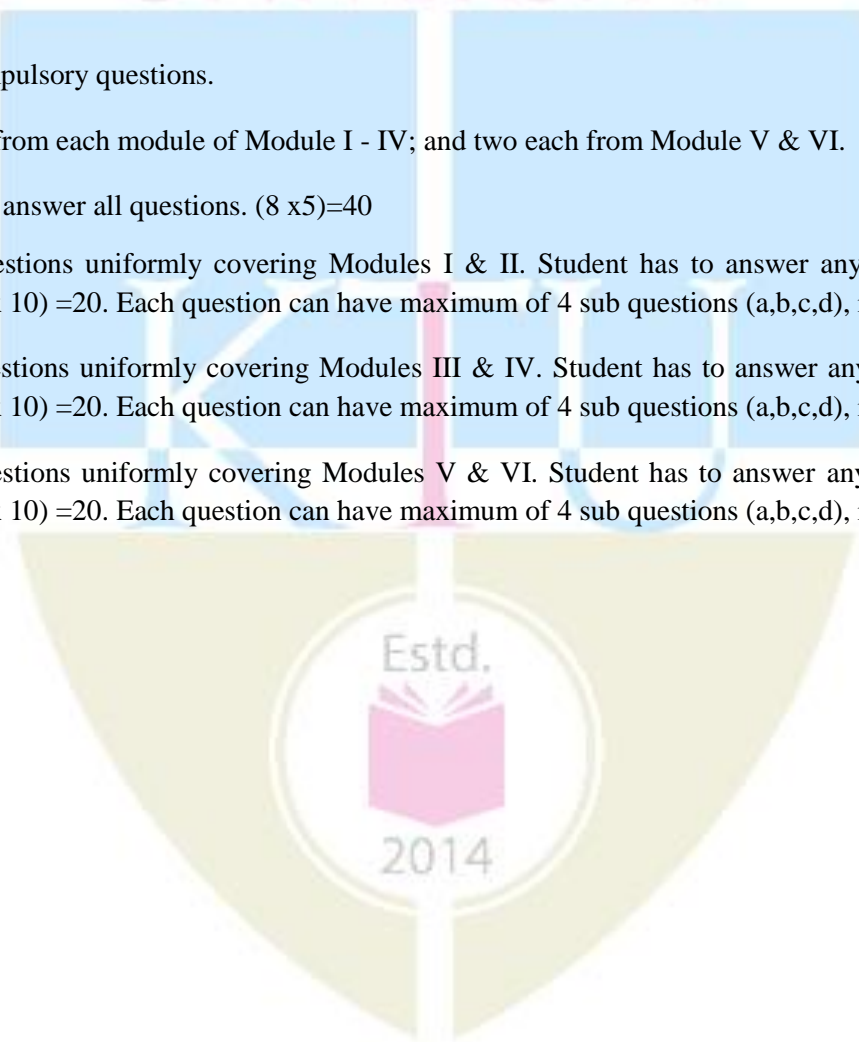 pulsory questions.
from each module of Module I - IV; and two each from Module V & VI.
answer all questions. (8 x5)=40
estions uniformly covering Modules I & II. Student has to answer any
10) =20. Each question can have maximum of 4 sub questions (a,b,c,d),
estions uniformly covering Modules III & IV. Student has to answer any
10) =20. Each question can have maximum of 4 sub questions (a,b,c,d),
estions uniformly covering Modules V & VI. Student has to answer any
10) =20. Each question can have maximum of 4 sub questions (a,b,c,d),
KTU
Estd.
2014